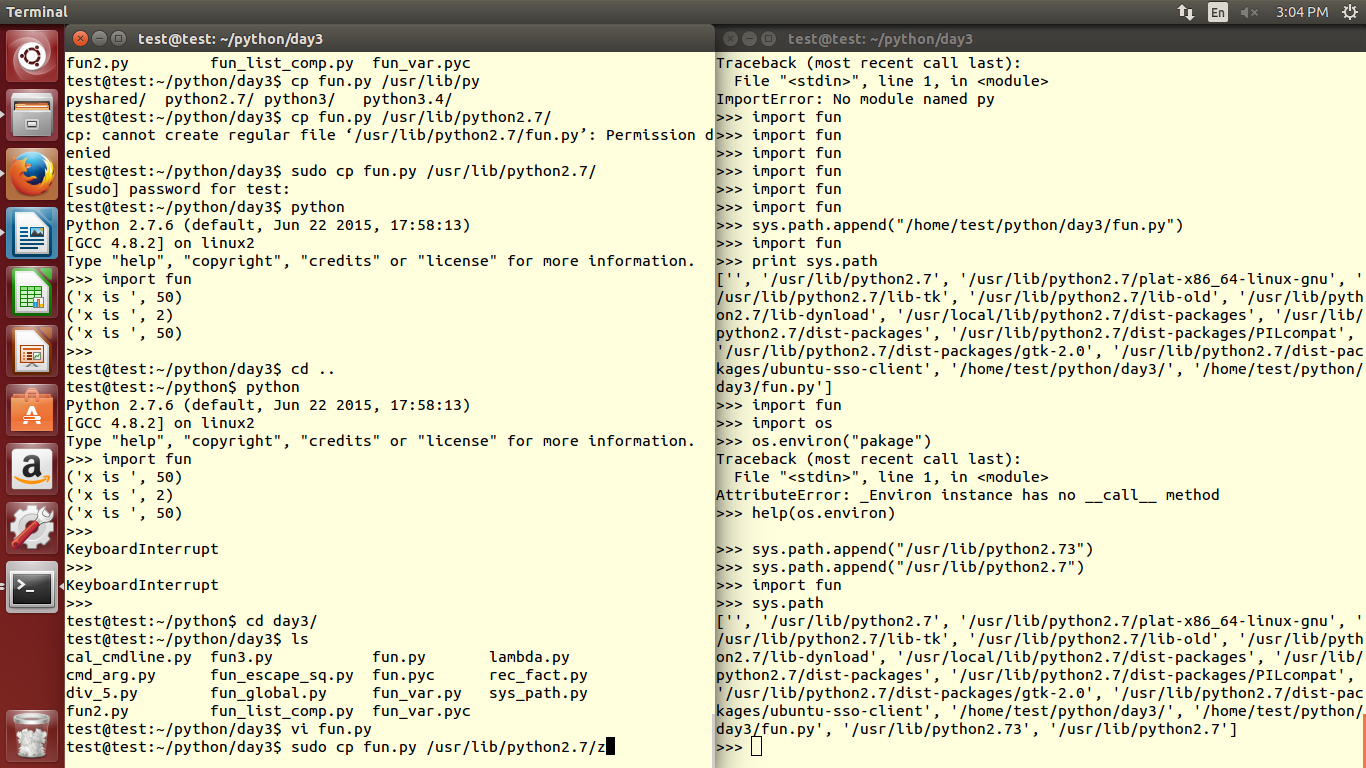 Terminal
En
3:04 PM
test@test: ~/python/day3
fun2.py         fun_list_comp.py  fun_var.pyc
test@test:~/python/day3$ cp fun.py /usr/lib/py
pyshared/  python2.7/ python3/   python3.4/
test@test:~/python/day3$ cp fun.py /usr/lib/python2.7/
cp: cannot create regular file ‘/usr/lib/python2.7/fun.py’: Permission d
enied
test@test:~/python/day3$ sudo cp fun.py /usr/lib/python2.7/
[sudo] password for test:
test@test:~/python/day3$ python
Python 2.7.6 (default, Jun 22 2015, 17:58:13)
[GCC 4.8.2] on linux2
Type "help", "copyright", "credits" or "license" for more information.
>>> import fun
('x is ', 50)
('x is ', 2)
('x is ', 50)
>>>
test@test:~/python/day3$ cd ..
test@test:~/python$ python
Python 2.7.6 (default, Jun 22 2015, 17:58:13)
[GCC 4.8.2] on linux2
Type "help", "copyright", "credits" or "license" for more information.
>>> import fun
('x is ', 50)
('x is ', 2)
('x is ', 50)
>>>
KeyboardInterrupt
>>>
KeyboardInterrupt
>>>
test@test:~/python$ cd day3/
test@test:~/python/day3$ ls
cal_cmdline.py  fun3.py           fun.py       lambda.py
cmd_arg.py      fun_escape_sq.py  fun.pyc      rec_fact.py
div_5.py        fun_global.py     fun_var.py   sys_path.py
fun2.py         fun_list_comp.py  fun_var.pyc
test@test:~/python/day3$ vi fun.py
test@test:~/python/day3$ sudo cp fun.py /usr/lib/python2.7/z
test@test: ~/python/day3
Traceback (most recent call last):
  File "<stdin>", line 1, in <module>
ImportError: No module named py
>>> import fun
>>> import fun
>>> import fun
>>> import fun
>>> import fun
>>> import fun
>>> sys.path.append("/home/test/python/day3/fun.py")
>>> import fun
>>> print sys.path
['', '/usr/lib/python2.7', '/usr/lib/python2.7/plat-x86_64-linux-gnu', '
/usr/lib/python2.7/lib-tk', '/usr/lib/python2.7/lib-old', '/usr/lib/pyth
on2.7/lib-dynload', '/usr/local/lib/python2.7/dist-packages', '/usr/lib/
python2.7/dist-packages', '/usr/lib/python2.7/dist-packages/PILcompat',
'/usr/lib/python2.7/dist-packages/gtk-2.0', '/usr/lib/python2.7/dist-pac
kages/ubuntu-sso-client', '/home/test/python/day3/', '/home/test/python/
day3/fun.py']
>>> import fun
>>> import os
>>> os.environ("pakage")
Traceback (most recent call last):
  File "<stdin>", line 1, in <module>
AttributeError: _Environ instance has no __call__ method
>>> help(os.environ)
>>> sys.path.append("/usr/lib/python2.73")
>>> sys.path.append("/usr/lib/python2.7")
>>> import fun
>>> sys.path
['', '/usr/lib/python2.7', '/usr/lib/python2.7/plat-x86_64-linux-gnu', '
/usr/lib/python2.7/lib-tk', '/usr/lib/python2.7/lib-old', '/usr/lib/pyth
on2.7/lib-dynload', '/usr/local/lib/python2.7/dist-packages', '/usr/lib/
python2.7/dist-packages', '/usr/lib/python2.7/dist-packages/PILcompat',
'/usr/lib/python2.7/dist-packages/gtk-2.0', '/usr/lib/python2.7/dist-pac
kages/ubuntu-sso-client', '/home/test/python/day3/', '/home/test/python/
day3/fun.py', '/usr/lib/python2.73', '/usr/lib/python2.7']
>>>